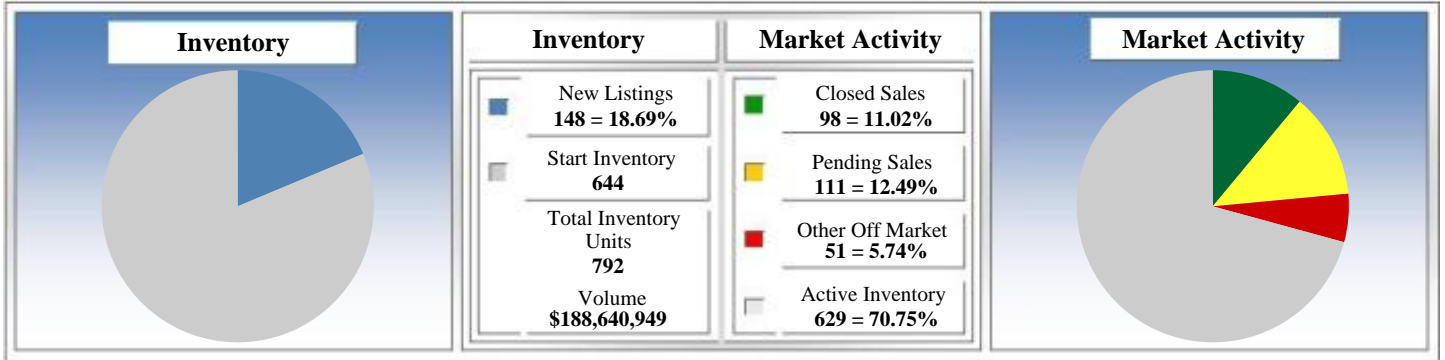 Inventory
Inventory
Market Activity
Market Activity
New Listings
148 = 18.69%
Start Inventory
644
Total Inventory
Units
792
Volume
$188,640,949
Closed Sales
98 = 11.02%
Pending Sales
111 = 12.49%
Other Off Market
51 = 5.74%
Active Inventory
629 = 70.75%